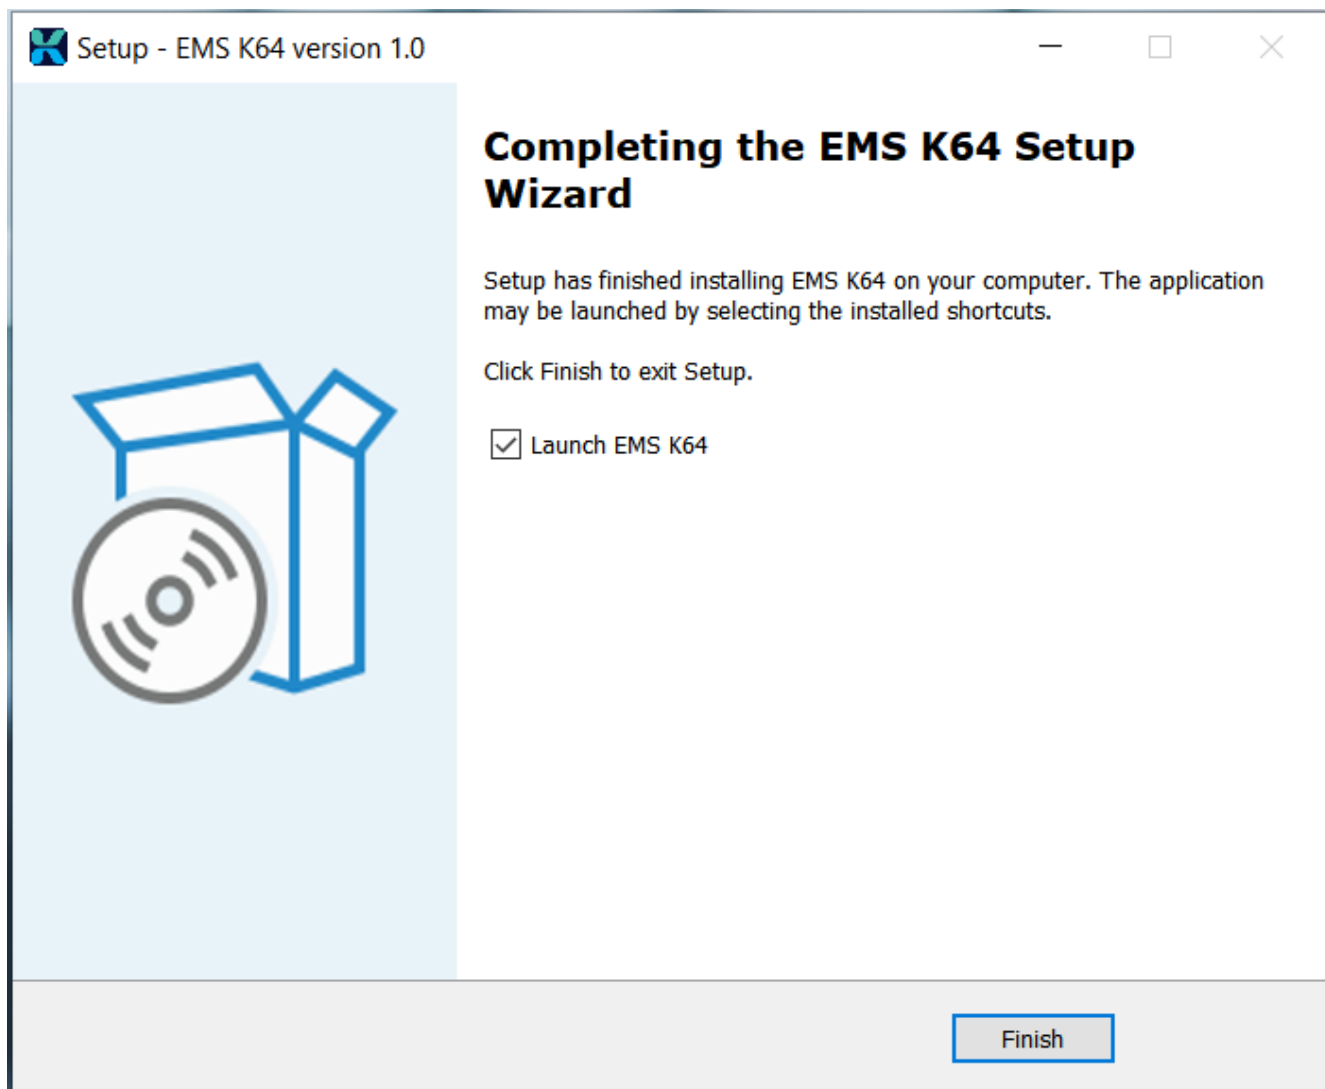 Setup - EMS K64 version 1.0
Completing the EMS K64 Setup
Wizard
Setup has finished installing EMS K64 on your computer. The application
may be launched by selecting the installed shortcuts.
Click Finish to exit Setup.
Launch EMS K64
Finish